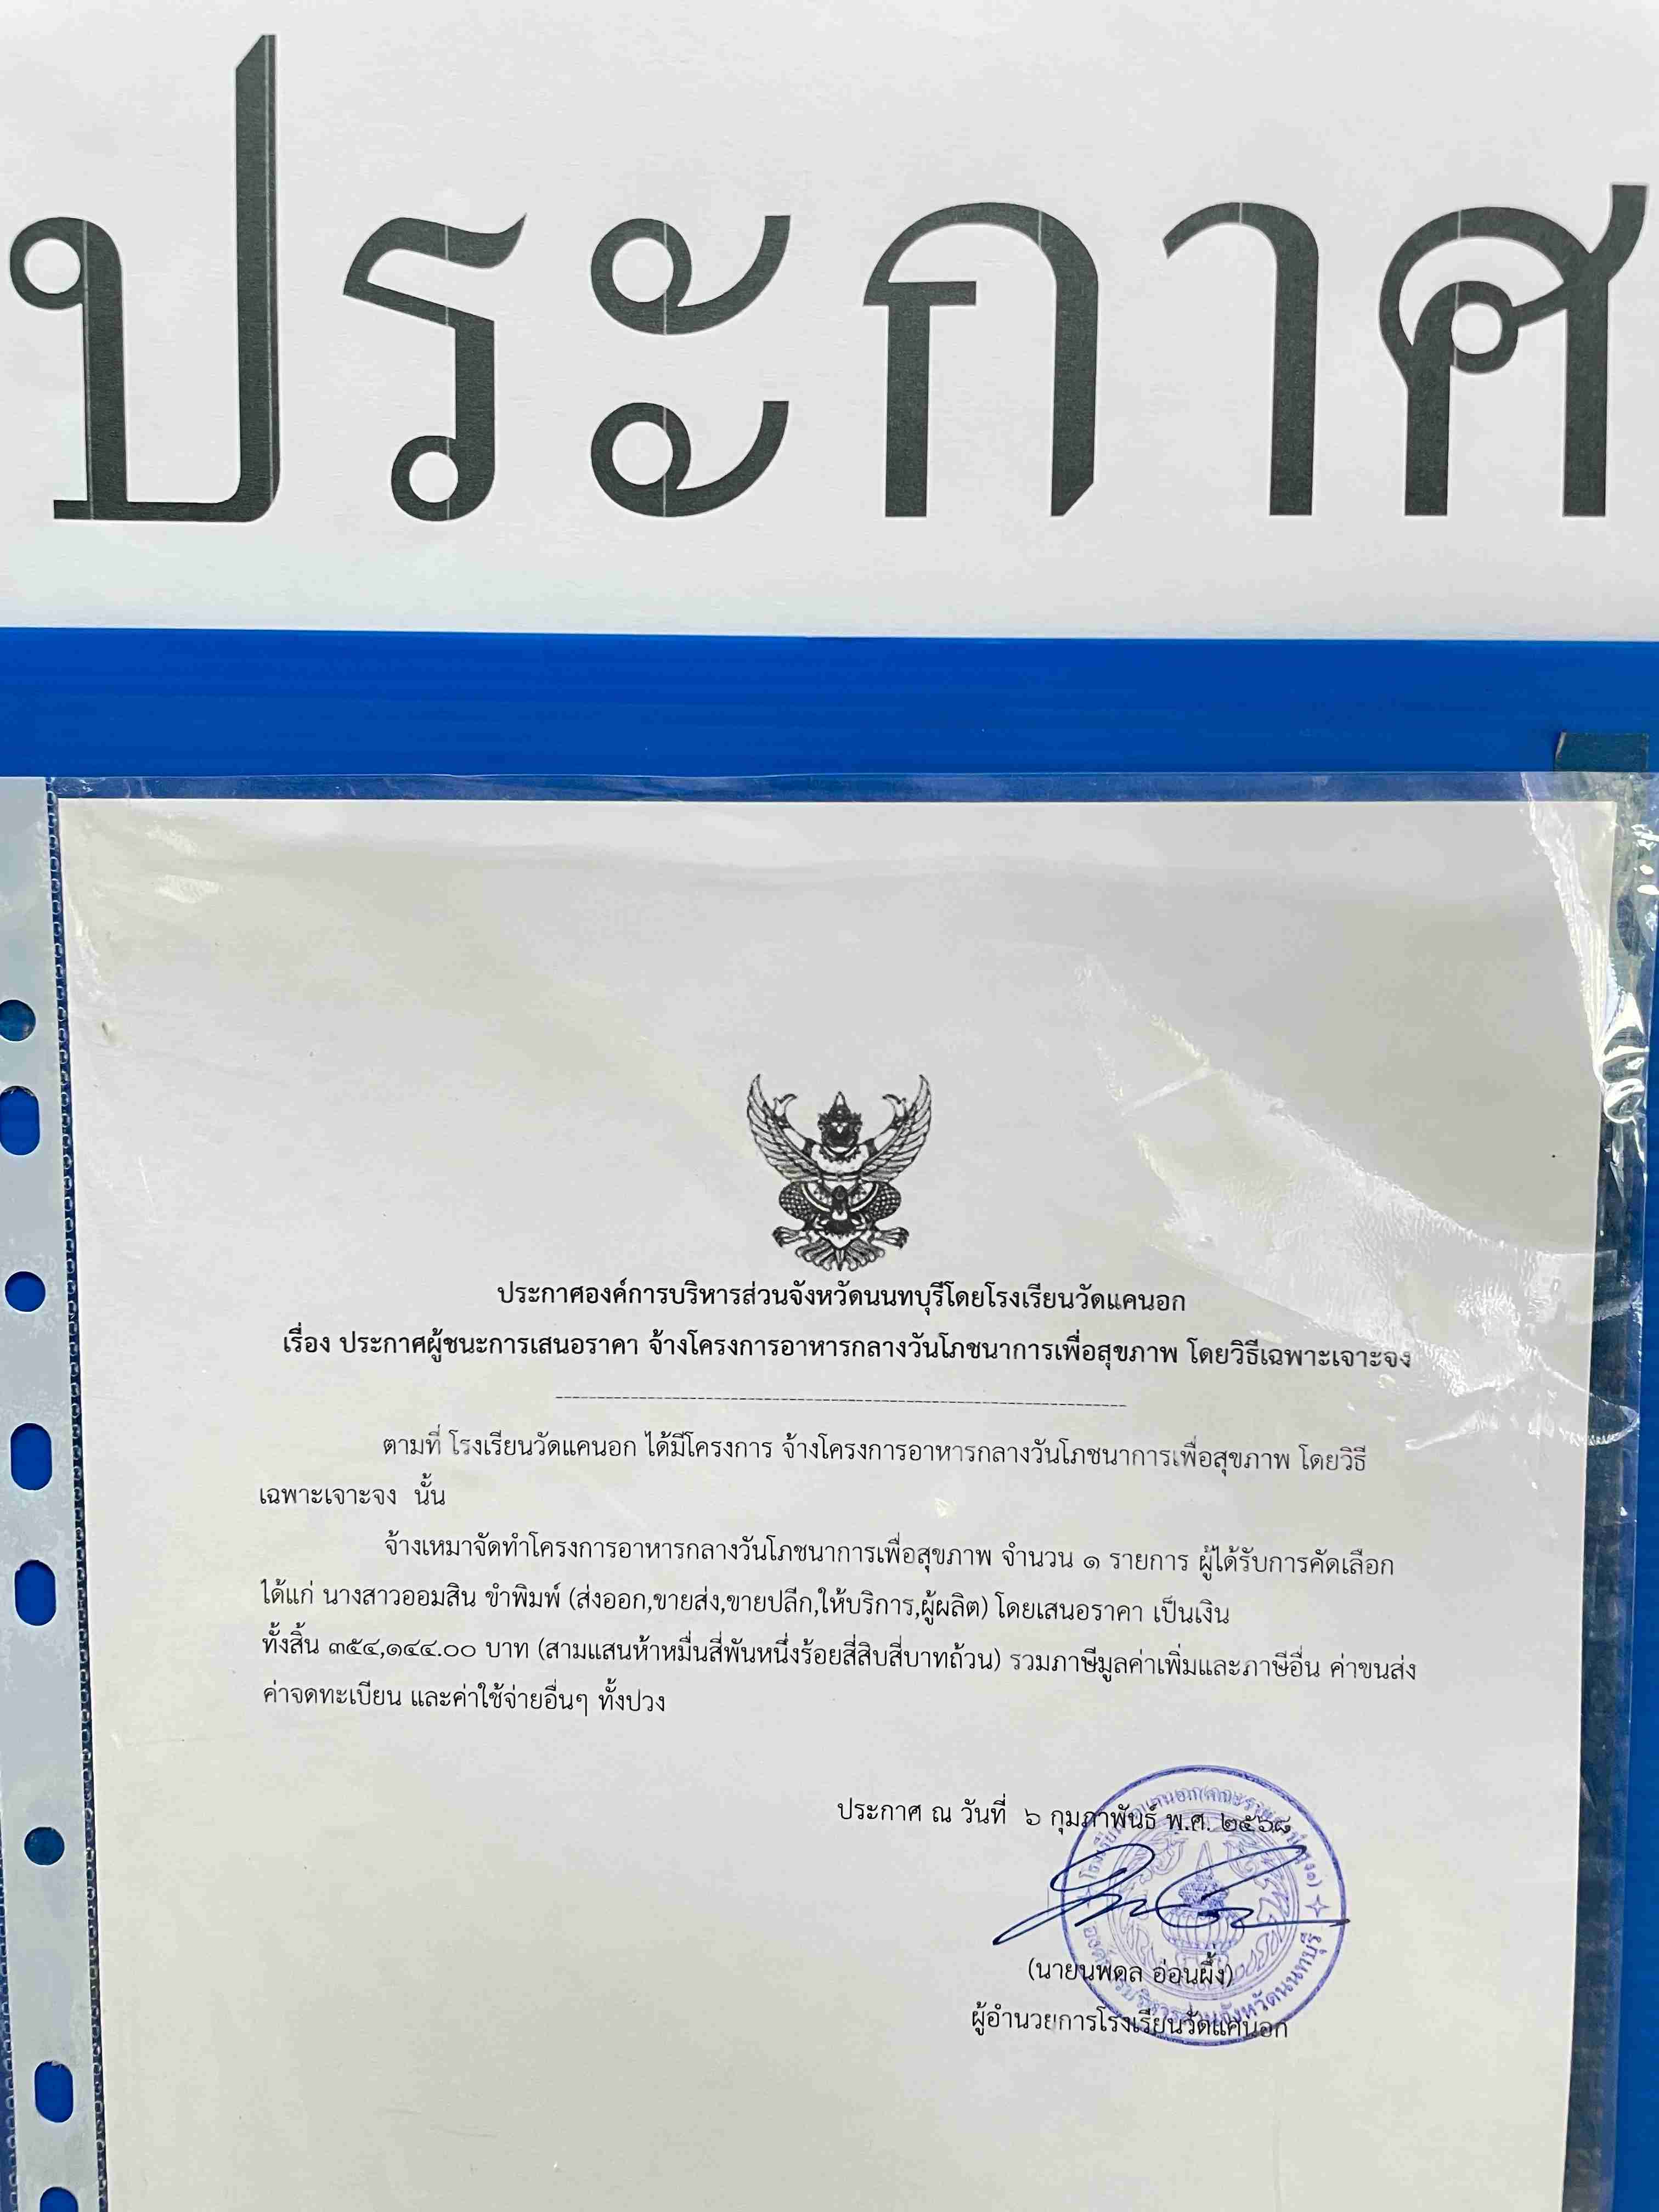 ประกาศ
ประกาศองค์การบริหารส่วนจังหวัดนนทบุรีโดยโรงเรียนวัดแคนอก
เรื่อง ประกาศผู้ชนะการเสนอราคา จ้างโครงการอาหารกลางวันโภชนาการเพื่อสุขภาพ โดยวิธีเฉพาะเจาะจง
ตามที่ โรงเรียนวัดแคนอก ได้มีโครงการ จ้างโครงการอาหารกลางวันโภชนาการเพื่อสุขภาพ โดยวิธี
เฉพาะเจาะจง นั้น
จ้างเหมาจัดทำโครงการอาหารกลางวันโภชนาการเพื่อสุขภาพ จำนวน ๑ รายการ ผู้ได้รับการคัดเลือก
ได้แก่ นางสาวออมสิน ขำพิมพ์ (ส่งออก,ขายส่ง,ขายปลีก,ให้บริการ,ผู้ผลิต) โดยเสนอราคา เป็นเงิน
ทั้งสิ้น ๓๕๔,๑๔๔.๐๐ บาท (สามแสนห้าหมื่นสี่พันหนึ่งร้อยสี่สิบสี่บาทถ้วน) รวมภาษีมูลค่าเพิ่มและภาษีอื่น ค่าขนส่ง
ค่าจดทะเบียน และค่าใช้จ่ายอื่นๆ ทั้งปวง
ประกาศ ณ วันที่ ๖ กุมภาพันธ์ พ.ศ. ๒๕๖๘
(นายนพดล อ่อนผึ้ง)
ผู้อำนวยการโรงเรียนวัดแคนอก
องค์การบริหารส่วนจังหวัดนนทบุรี